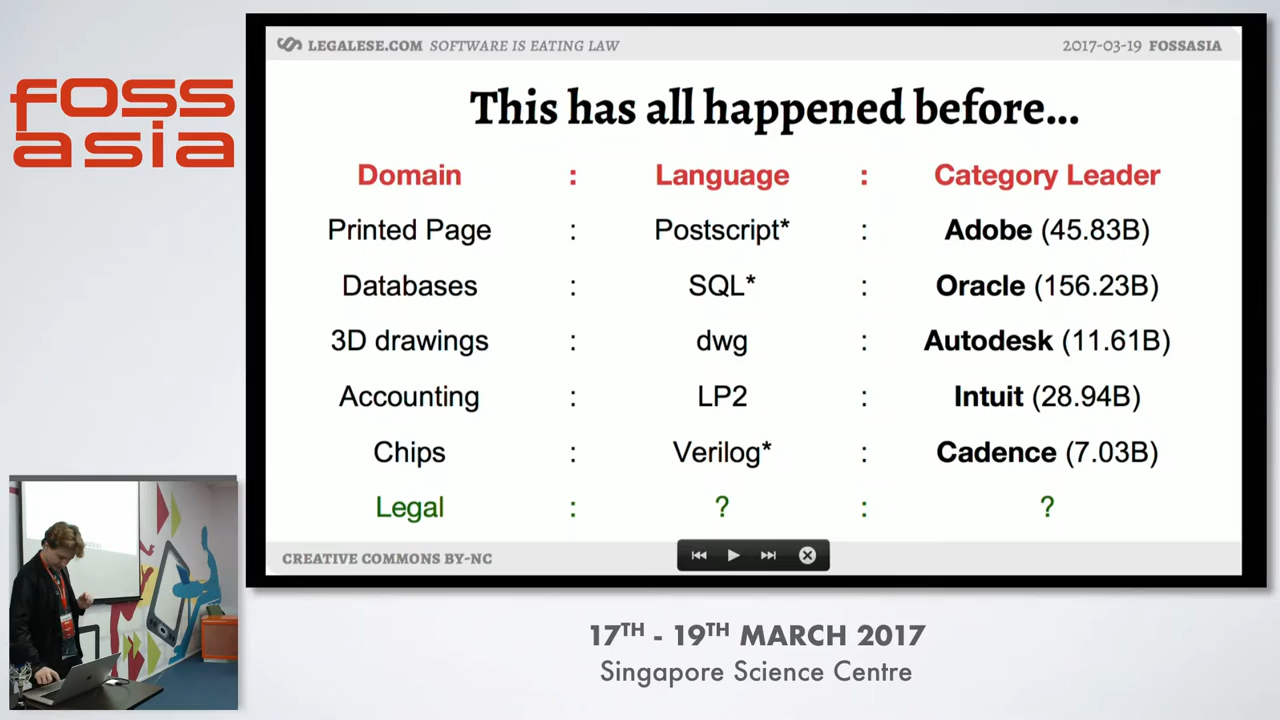 foss
asia
LEGALESE.COM SOFTWARE IS EATING LAW
2017-03-19 FOSSASIA
This has all happened before...
Domain : Language : Category Leader
Printed Page : Postscript* : Adobe (45.83B)
Databases : SQL* : Oracle (156.23B)
3D drawings : dwg : Autodesk (11.61B)
Accounting : LP2 : Intuit (28.94B)
Chips : Verilog* : Cadence (7.03B)
Legal : ? : ?
CREATIVE COMMONS BY-NC
17TH - 19TH MARCH 2017
Singapore Science Centre